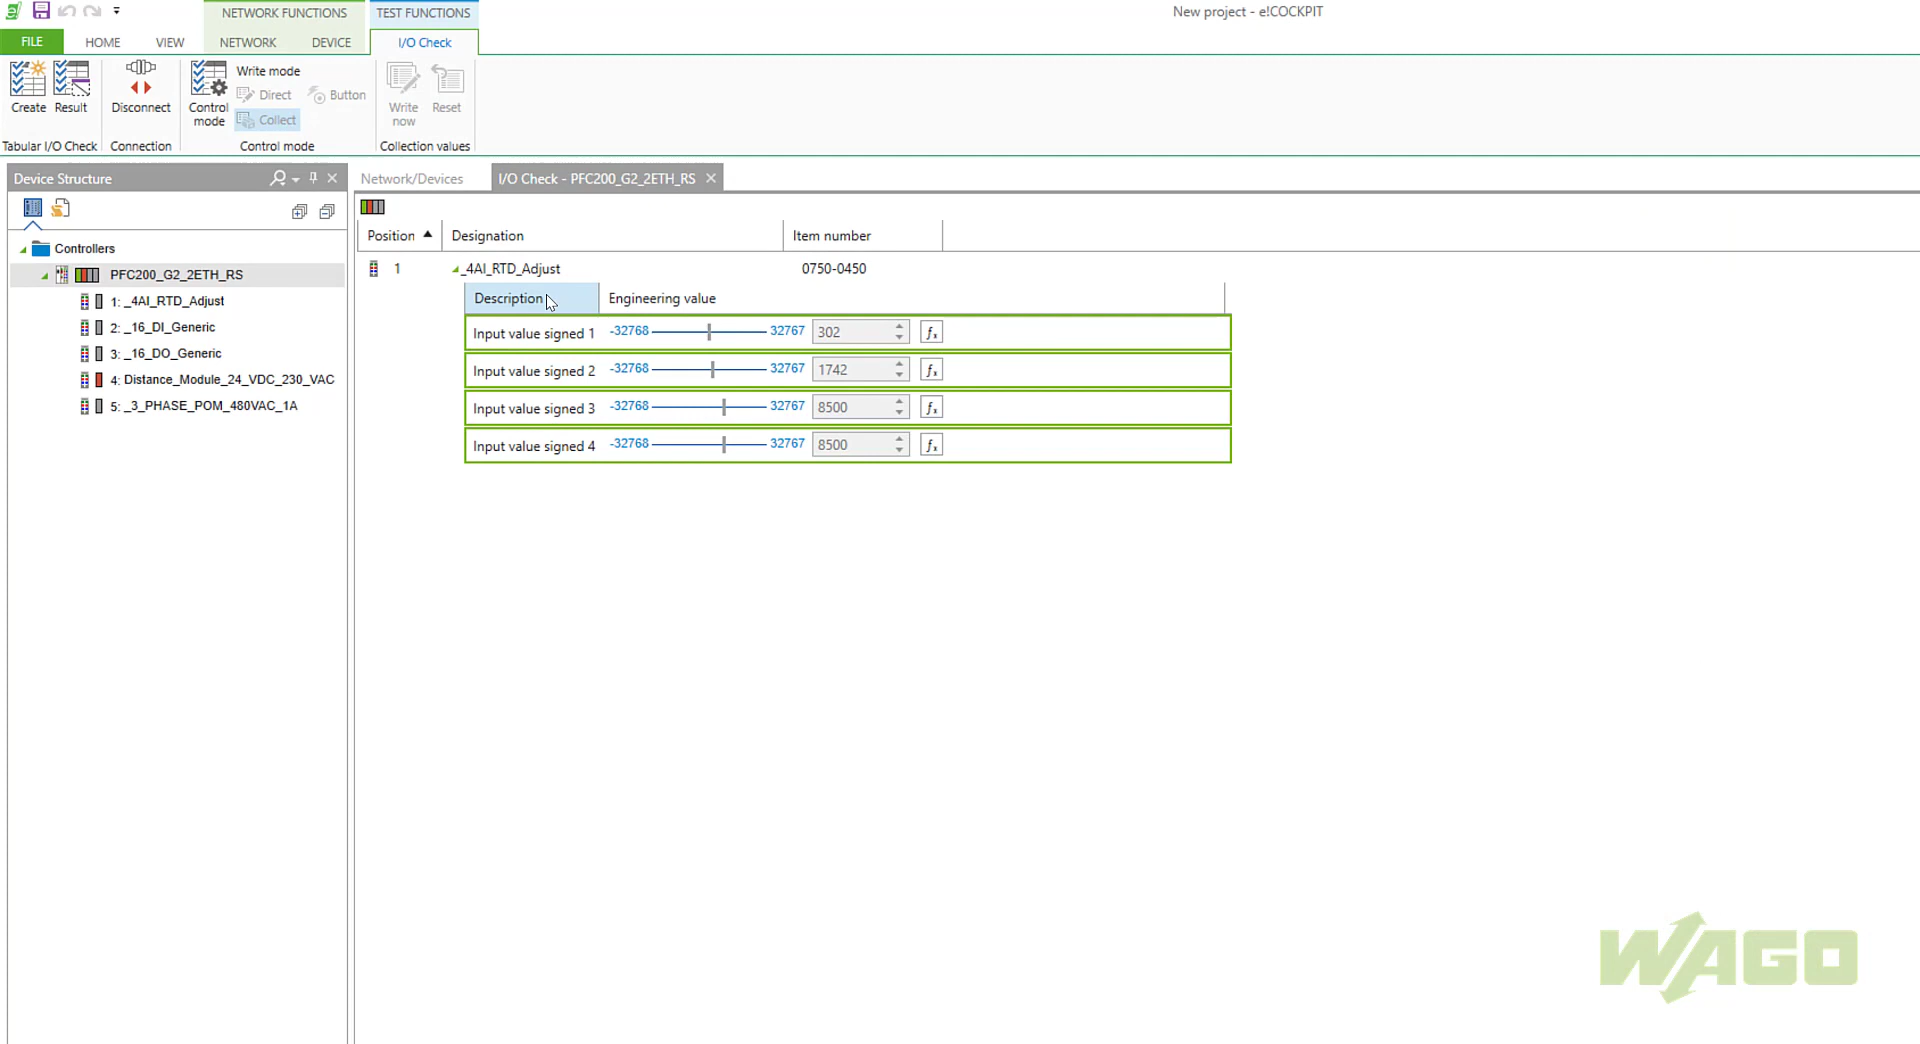 New project - e!COCKPIT
NETWORK FUNCTIONS
TEST FUNCTIONS
FILE
HOME
VIEW
NETWORK
DEVICE
I/O Check
Create
Result
Tabular I/O Check
Disconnect
Connection
Control
mode
Write mode
Direct
Button
Collect
Control mode
Write
now
Reset
Collection values
Device Structure
Controllers
PFC200_G2_2ETH_RS
1: _4AI_RTD_Adjust
2: _16_DI_Generic
3: _16_DO_Generic
4: Distance_Module_24_VDC_230_VAC
5: _3_PHASE_POM_480VAC_1A
Network/Devices
I/O Check - PFC200_G2_2ETH_RS
Position Designation Item number
1 _4AI_RTD_Adjust 0750-0450
Description Engineering value
Input value signed 1 -32768 32767 302 fx
Input value signed 2 -32768 32767 1742 fx
Input value signed 3 -32768 32767 8500 fx
Input value signed 4 -32768 32767 8500 fx
WAGO